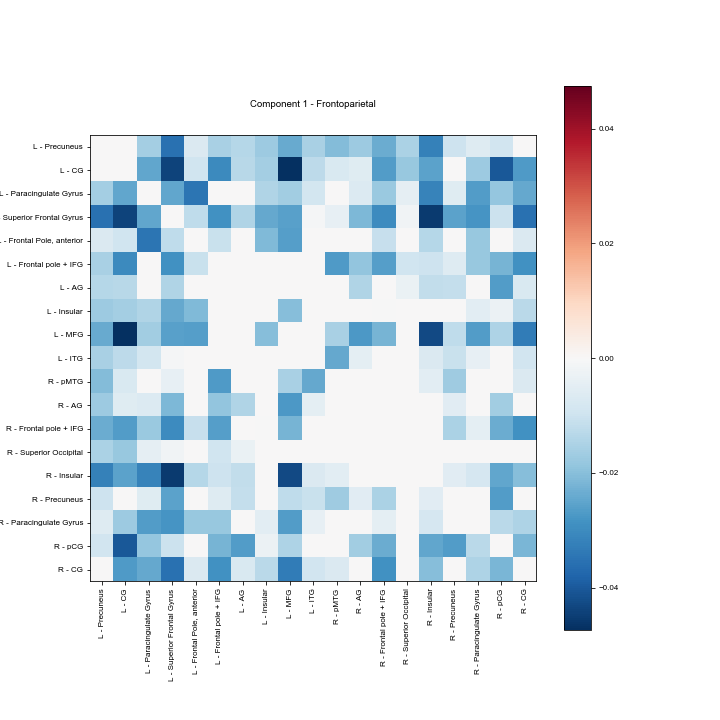 Component 1 - Frontoparietal
L - Precuneus
L - CG
L - Paracingulate Gyrus
Superior Frontal Gyrus
- Frontal Pole, anterior
L - Frontal pole + IFG
L - AG
L - Insular
L - MFG
L - ITG
R - pMTG
R - AG
R - Frontal pole + IFG
R - Superior Occipital
R - Insular
R - Precuneus
R - Paracingulate Gyrus
R - pCG
R - CG
L - Precuneus
L - CG
L - Paracingulate Gyrus
L - Superior Frontal Gyrus
L - Frontal Pole, anterior
L - Frontal pole + IFG
L - AG
L - Insular
L - MFG
L - ITG
R - pMTG
R - AG
R - Frontal pole + IFG
R - Superior Occipital
R - Insular
R - Precuneus
R - Paracingulate Gyrus
R - pCG
R - CG
0.04
0.02
0.00
−0.02
−0.04